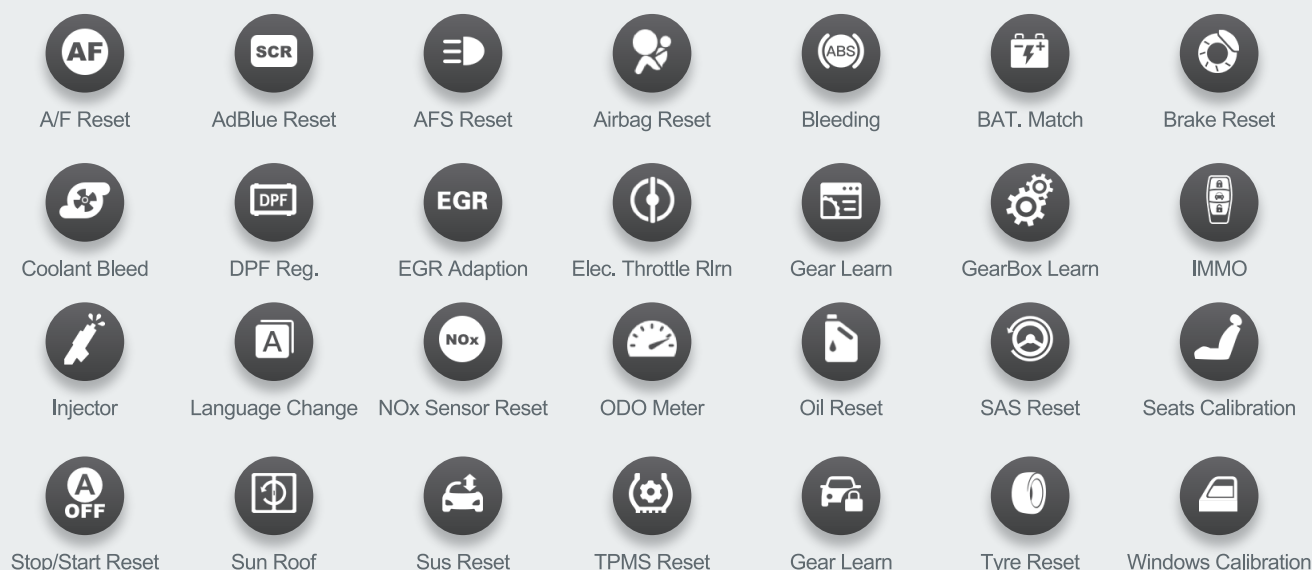 AF SCR ABS
A/F Reset AdBlue Reset AFS Reset Airbag Reset Bleeding BAT. Match Brake Reset
DPF EGR
Coolant Bleed DPF Reg. EGR Adaption Elec. Throttle Rlrn Gear Learn GearBox Learn IMMO
A NOx
Injector Language Change NOx Sensor Reset ODO Meter Oil Reset SAS Reset Seats Calibration
A
OFF
Stop/Start Reset Sun Roof Sus Reset TPMS Reset Gear Learn Tyre Reset Windows Calibration